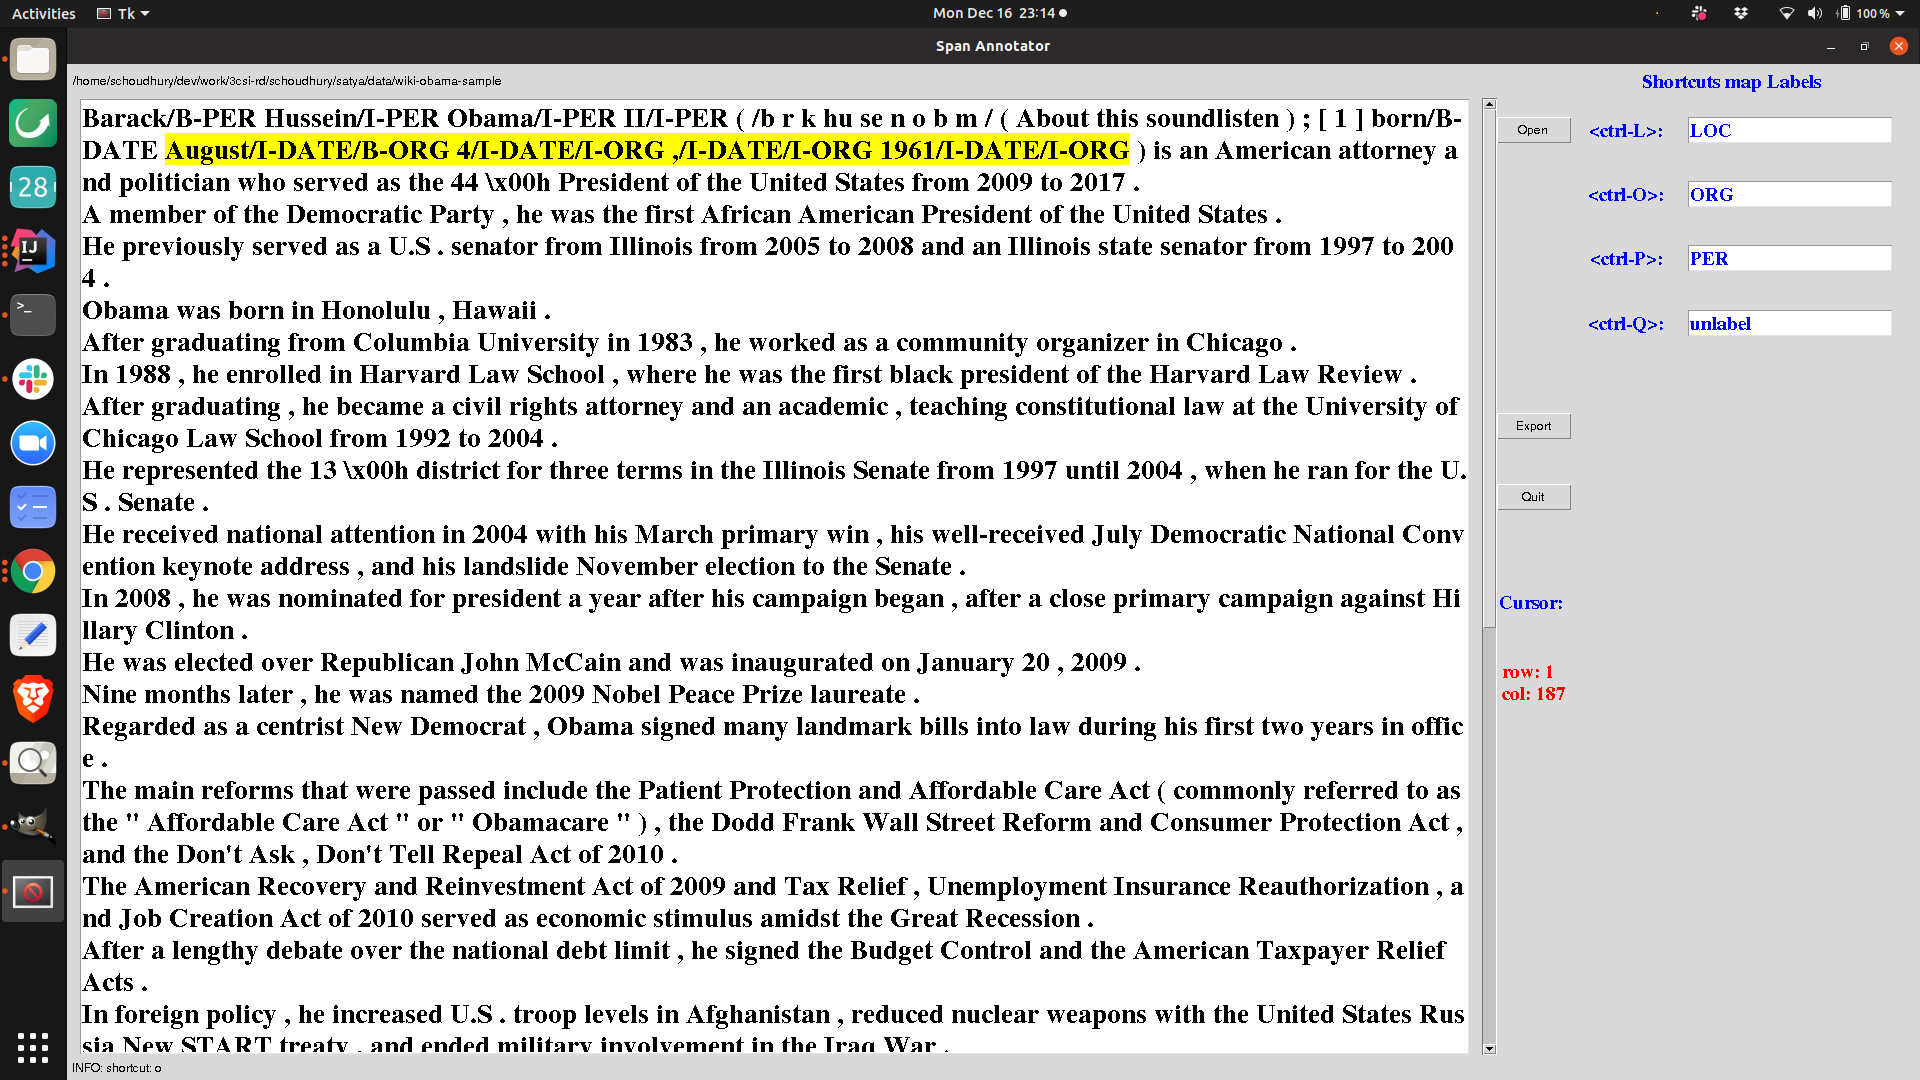 Activities Tk Mon Dec 16 23:14 100 %
Span Annotator
/home/schoudhury/dev/work/3csi-rd/schoudhury/satya/data/wiki-obama-sample
Shortcuts map Labels
Barack/B-PER Hussein/I-PER Obama/I-PER II/I-PER ( /b r k hu se n o b m / ( About this soundlisten ) ; [ 1 ] born/B-
DATE August/I-DATE/B-ORG 4/I-DATE/I-ORG ,/I-DATE/I-ORG 1961/I-DATE/I-ORG ) is an American attorney a
nd politician who served as the 44 \x00h President of the United States from 2009 to 2017 .
A member of the Democratic Party , he was the first African American President of the United States .
He previously served as a U.S . senator from Illinois from 2005 to 2008 and an Illinois state senator from 1997 to 200
4 .
Obama was born in Honolulu , Hawaii .
After graduating from Columbia University in 1983 , he worked as a community organizer in Chicago .
In 1988 , he enrolled in Harvard Law School , where he was the first black president of the Harvard Law Review .
After graduating , he became a civil rights attorney and an academic , teaching constitutional law at the University of
Chicago Law School from 1992 to 2004 .
He represented the 13 \x00h district for three terms in the Illinois Senate from 1997 until 2004 , when he ran for the U.
S . Senate .
He received national attention in 2004 with his March primary win , his well-received July Democratic National Conv
ention keynote address , and his landslide November election to the Senate .
In 2008 , he was nominated for president a year after his campaign began , after a close primary campaign against Hi
llary Clinton .
He was elected over Republican John McCain and was inaugurated on January 20 , 2009 .
Nine months later , he was named the 2009 Nobel Peace Prize laureate .
Regarded as a centrist New Democrat , Obama signed many landmark bills into law during his first two years in offic
e .
The main reforms that were passed include the Patient Protection and Affordable Care Act ( commonly referred to as
the " Affordable Care Act " or " Obamacare " ) , the Dodd Frank Wall Street Reform and Consumer Protection Act ,
and the Don't Ask , Don't Tell Repeal Act of 2010 .
The American Recovery and Reinvestment Act of 2009 and Tax Relief , Unemployment Insurance Reauthorization , a
nd Job Creation Act of 2010 served as economic stimulus amidst the Great Recession .
After a lengthy debate over the national debt limit , he signed the Budget Control and the American Taxpayer Relief
Acts .
In foreign policy , he increased U.S . troop levels in Afghanistan , reduced nuclear weapons with the United States Rus
sia New START treaty , and ended military involvement in the Iraq War .
Open
Export
Quit
<ctrl-L>: LOC
<ctrl-O>: ORG
<ctrl-P>: PER
<ctrl-Q>: unlabel
Cursor:
row: 1
col: 187
28
IJ
>_
INFO: shortcut: o